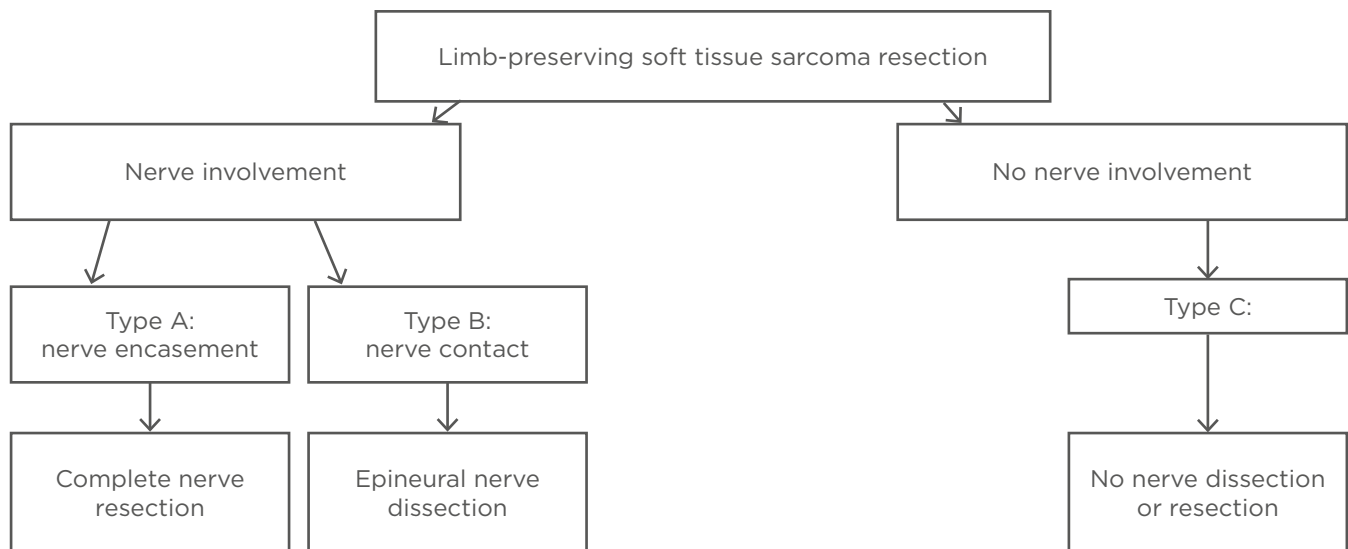 Limb-preserving soft tissue sarcoma resection
Nerve involvement
No nerve involvement
Type A:
nerve encasement
Type B:
nerve contact
Type C:
Complete nerve
resection
Epineural nerve
dissection
No nerve dissection
or resection